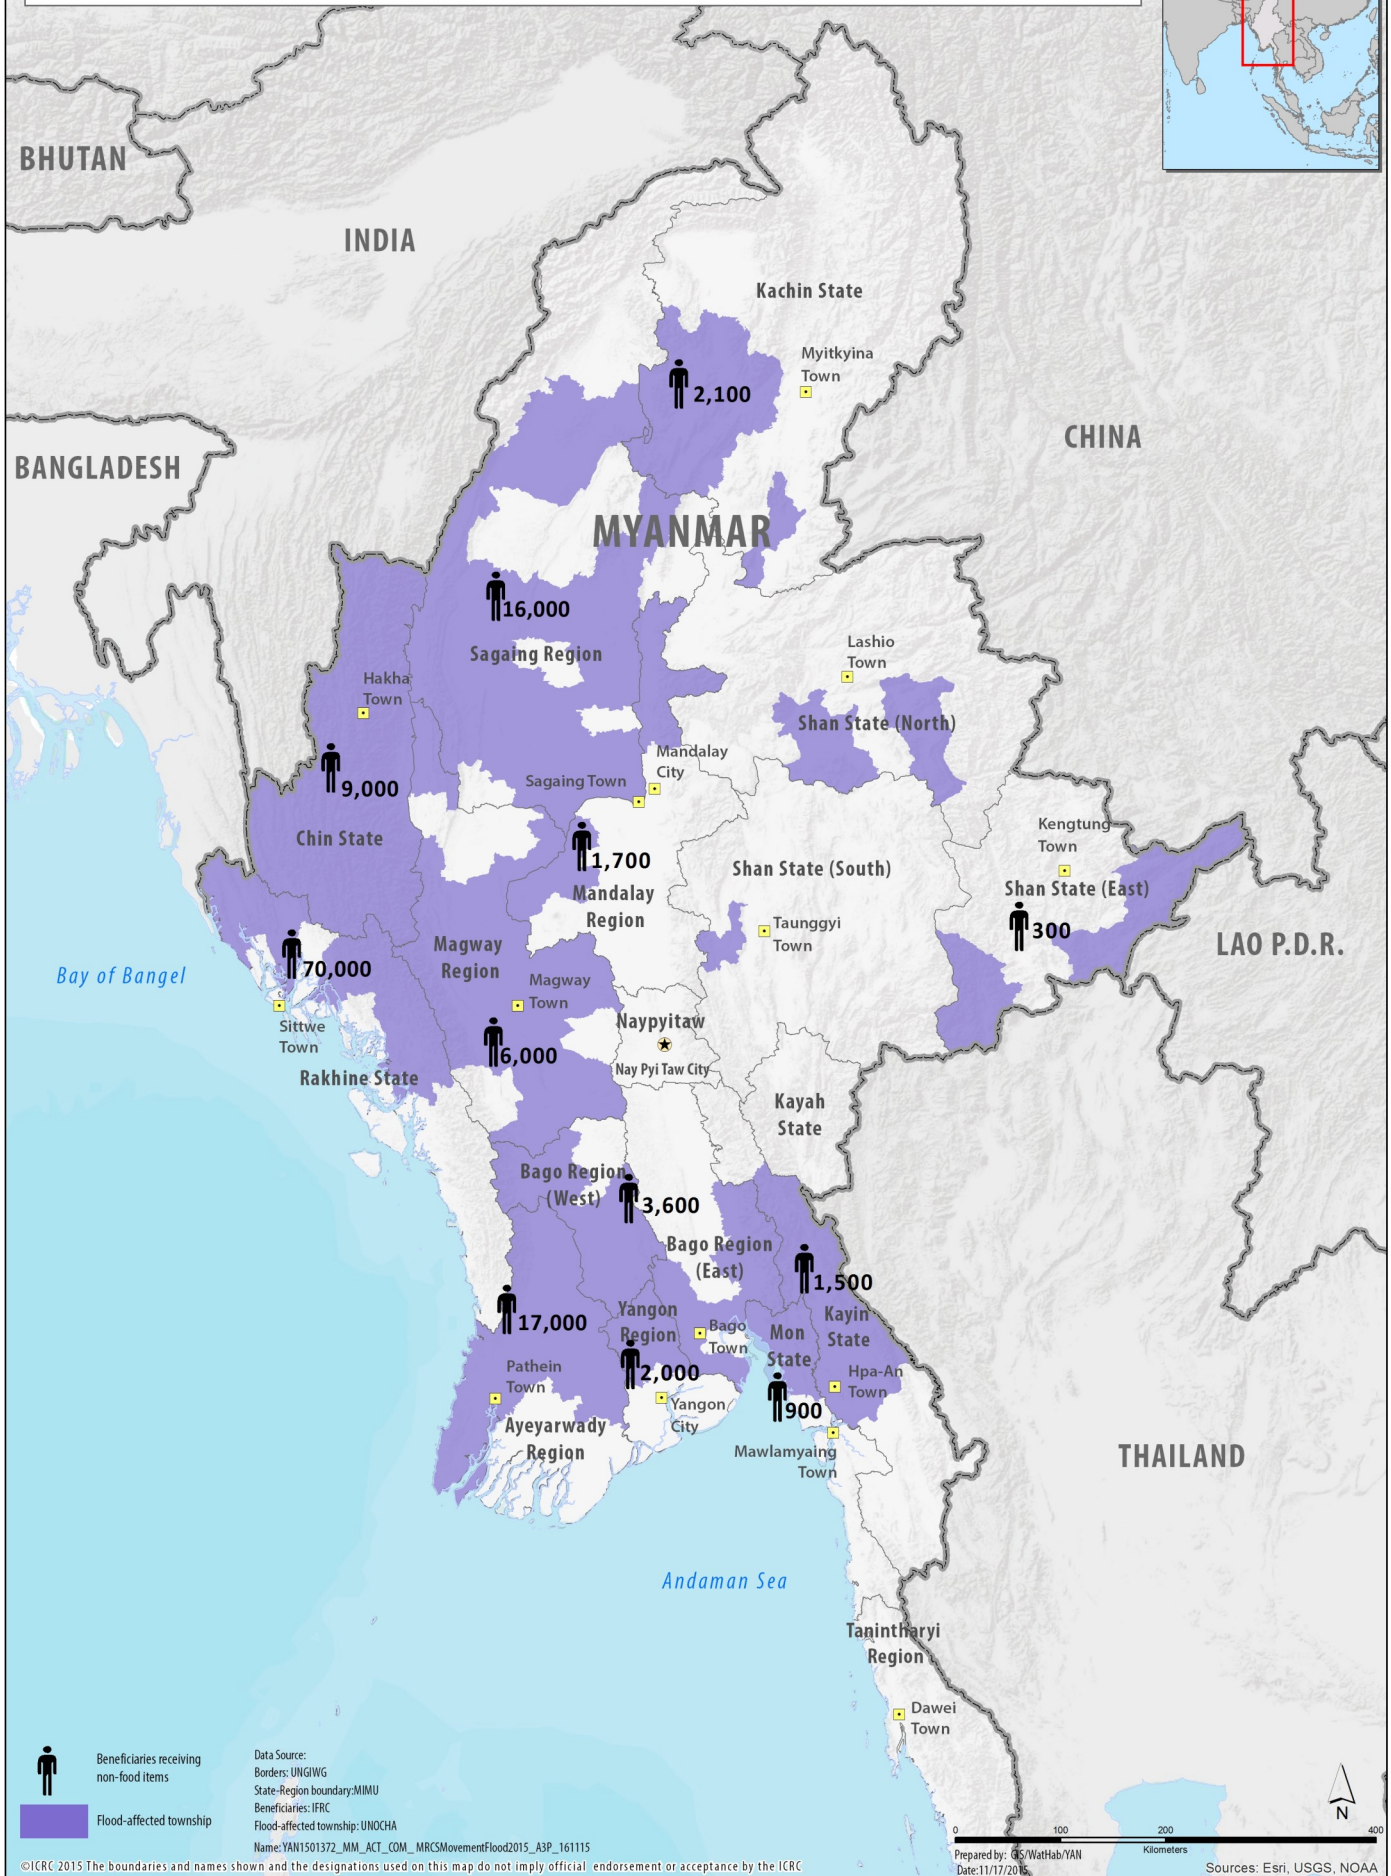 BHUTAN
INDIA
Kachin State
Myitkyina
Town
2,100
CHINA
BANGLADESH
MYANMAR
16,000
Sagaing Region
Lashio
Town
Hakha
Town
Shan State (North)
Mandalay
City
Sagaing Town
9,000
Chin State
Kengtung
Town
1,700
Shan State (South)
Shan State (East)
Mandalay
Region
300
Taunggyi
Town
LAO P.D.R.
Magway
Region
Bay of Bangel
70,000
Magway
Town
Sittwe
Town
Naypyitaw
6,000
Nay Pyi Taw City
Rakhine State
Kayah
State
Bago Region
(West)
3,600
Bago Region
(East)
1,500
17,000
Yangon
Region
Kayin
State
Bago
Town
Mon
State
Pathein
Town
2,000
Hpa-An
Town
Yangon
City
900
Ayeyarwady
Region
Mawlamyaing
Town
THAILAND
Andaman Sea
Tanintharyi
Region
Dawei
Town
Beneficiaries receiving
non-food items
Flood-affected township
Data Source:
Borders: UNGIWG
State-Region boundary:MIMU
Beneficiaries: IFRC
Flood-affected township: UNOCHA
Name: YAN1501372_MM_ACT_COM_ MRCSMovementFlood2015_A3P_161115
N
0 100 200 400
Kilometers
Prepared by: GIS/WatHab/YAN
Date:11/17/2015
Sources: Esri, USGS, NOAA
©ICRC 2015 The boundaries and names shown and the designations used on this map do not imply official endorsement or acceptance by the ICRC